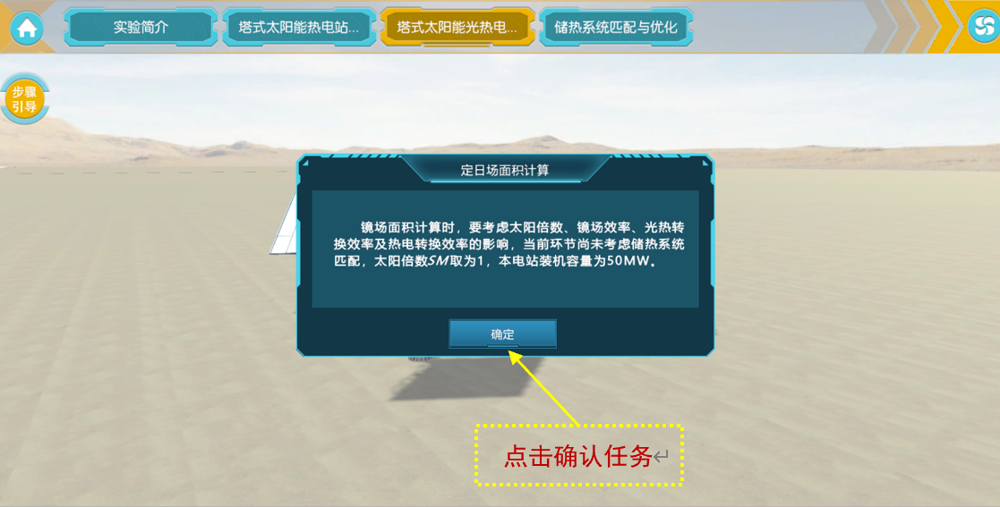 实验简介
塔式太阳能热电站...
塔式太阳能光热电...
储热系统匹配与优化
步骤
引导
定日场面积计算
镜场面积计算时，要考虑太阳倍数、镜场效率、光热转
换效率及热电转换效率的影响，当前环节尚未考虑储热系统
匹配，太阳倍数SM取为1，本电站装机容量为50MW。
确定
点击确认任务↵